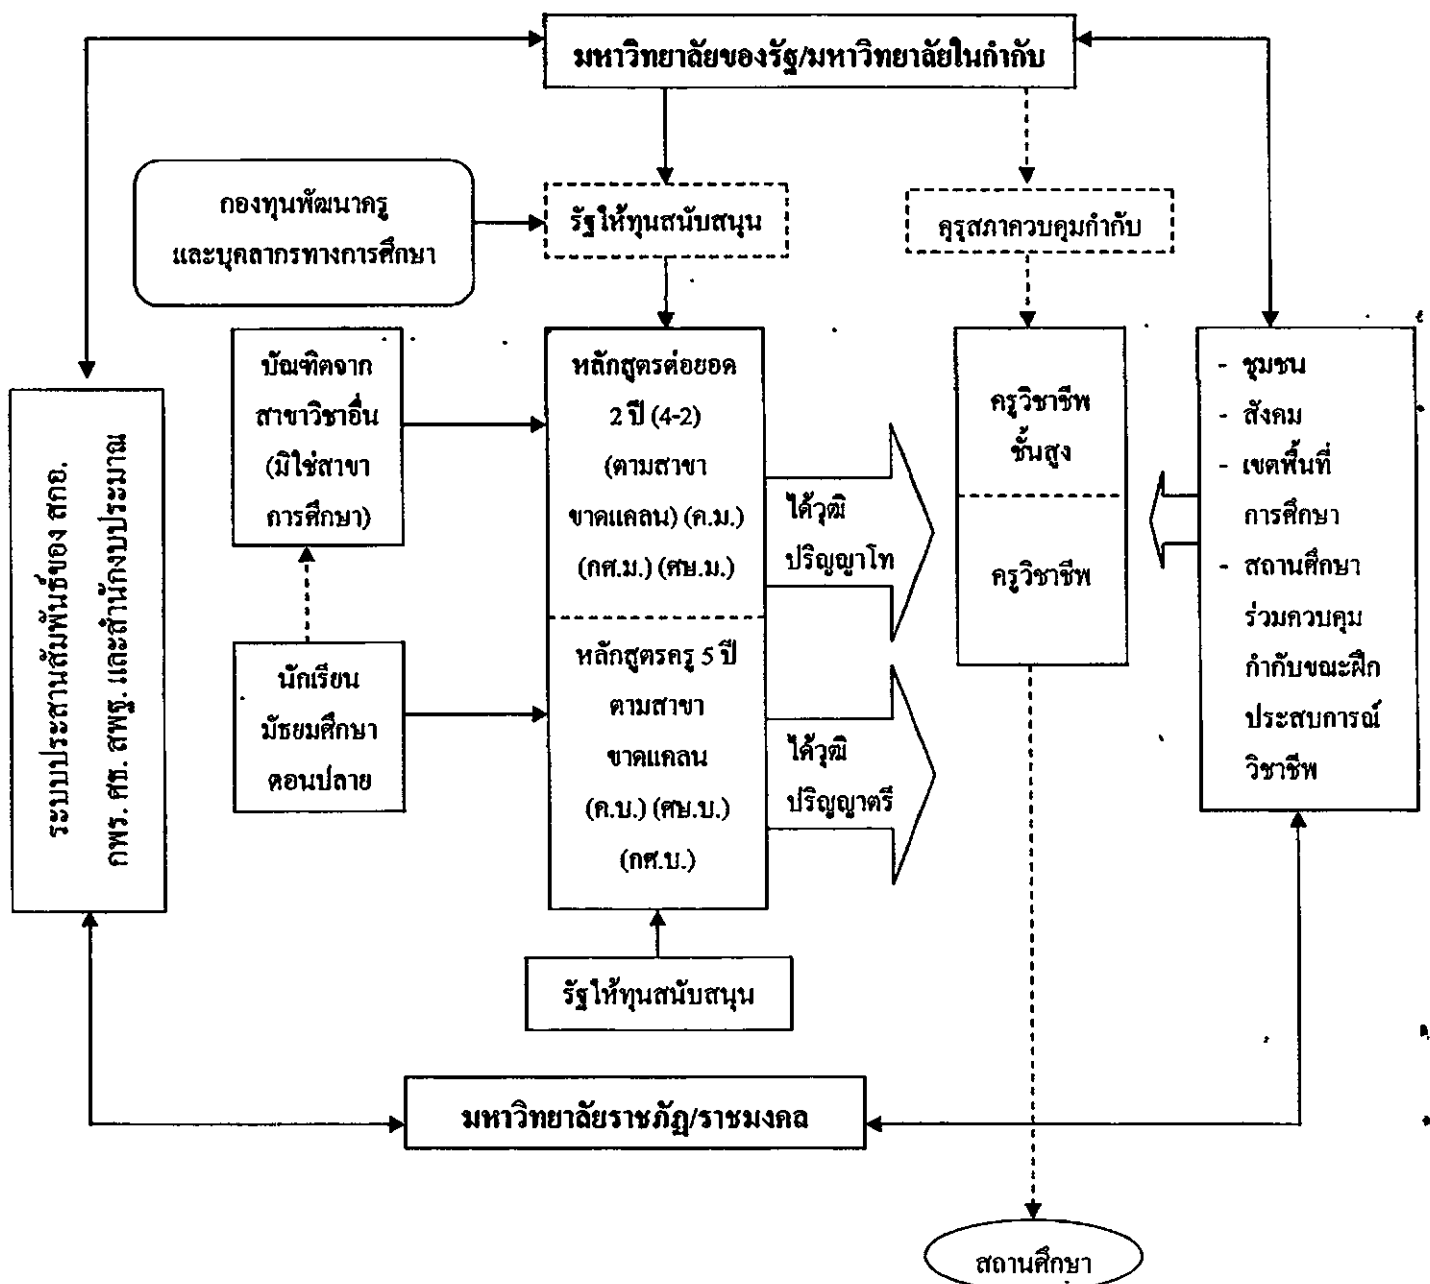 มหาวิทยาลัยของรัฐ/มหาวิทยาลัยในกำกับ
กองทุนพัฒนาครู
และบุคลากรทางการศึกษา
รัฐให้ทุนสนับสนุน
คุรุสภาควบคุมกำกับ
ระบบประสานสัมพันธ์ของ สกอ.
กพร. ศธ. สพฐ. และสำนักงบประมาณ
บัณฑิตจาก
สาขาวิชาอื่น
(มิใช่สาขา
การศึกษา)
นักเรียน
มัธยมศึกษา
ตอนปลาย
หลักสูตรต่อยอด
2 ปี (4-2)
(ตามสาขา
ขาดแคลน) (ค.ม.)
(กศ.ม.) (ศษ.ม.)
หลักสูตรครู 5 ปี
ตามสาขา
ขาดแคลน
(ค.บ.) (ศษ.บ.)
(กศ.บ.)
ได้วุฒิ
ปริญญาโท
ได้วุฒิ
ปริญญาตรี
ครูวิชาชีพ
ชั้นสูง
ครูวิชาชีพ
- ชุมชน
- สังคม
- เขตพื้นที่
การศึกษา
- สถานศึกษา
ร่วมควบคุม
กำกับขณะฝึก
ประสบการณ์
วิชาชีพ
รัฐให้ทุนสนับสนุน
มหาวิทยาลัยราชภัฏ/ราชมงคล
สถานศึกษา